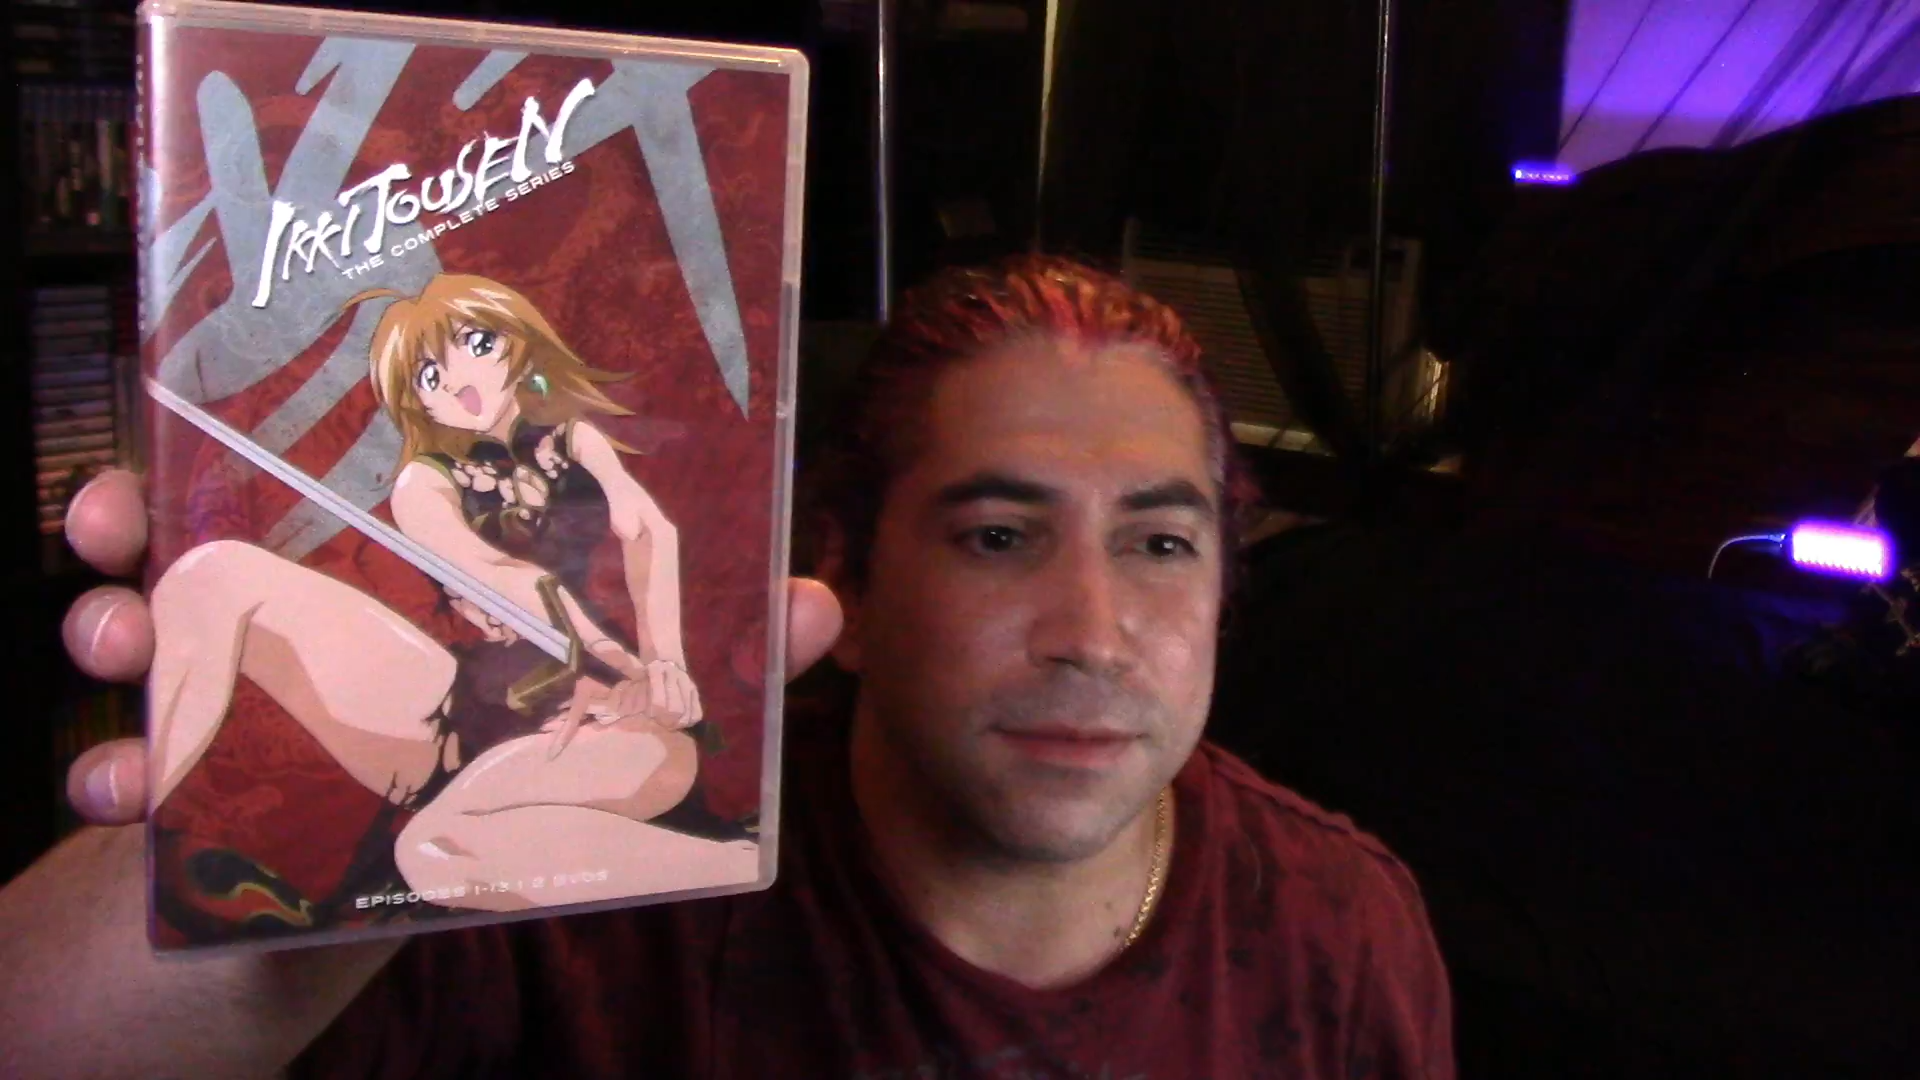 IKKITOUSEN
THE COMPLETE SERIES
EPISODES 1-13 | 2 DVDS